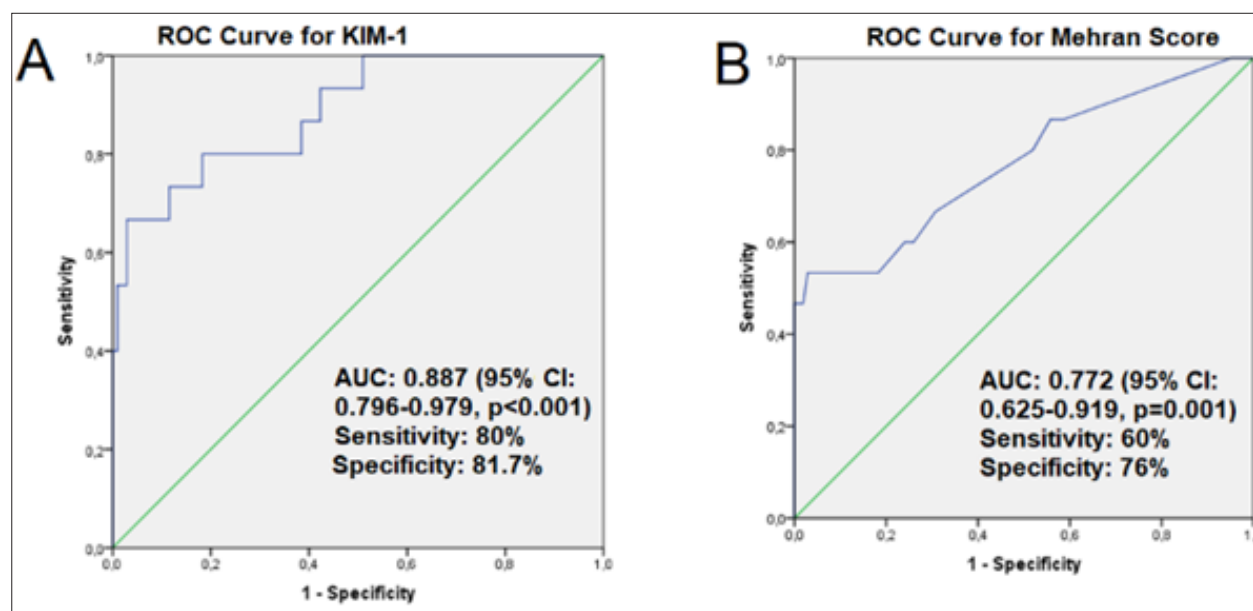 A
ROC Curve for KIM-1
1,0
0,8
0,6
0,4
0,2
0,0
Sensitivity
AUC: 0.887 (95% CI:
0.796-0.979, p<0.001)
Sensitivity: 80%
Specificity: 81.7%
0,0
0,2
0,4
0,6
0,8
1,0
1 - Specificity
B
ROC Curve for Mehran Score
1,0
0,8
0,6
0,4
0,2
0,0
Sensitivity
AUC: 0.772 (95% CI:
0.625-0.919, p=0.001)
Sensitivity: 60%
Specificity: 76%
0,0
0,2
0,4
0,6
0,8
1,0
1 - Specificity